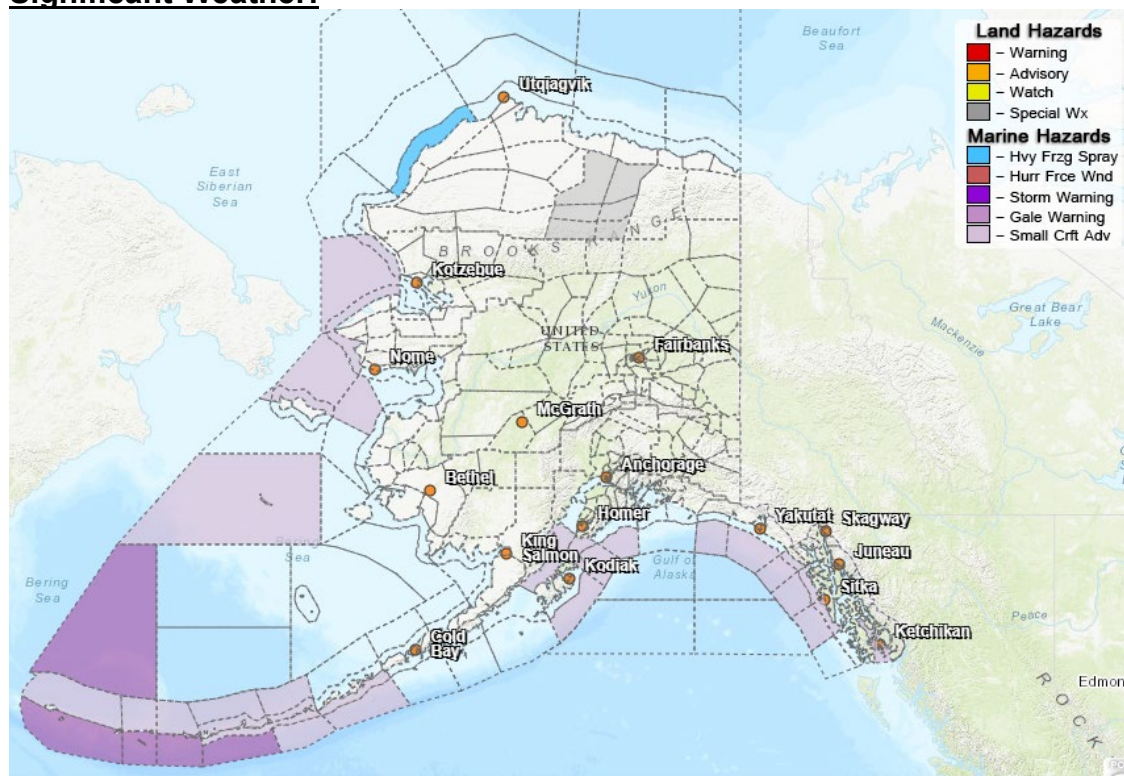 Significant Weather:
Land Hazards
– Warning
– Advisory
– Watch
– Special Wx
Marine Hazards
– Hvy Frzg Spray
– Hurr Frce Wnd
– Storm Warning
– Gale Warning
– Small Crft Adv
Beaufort
Sea
Utqiagvik
East
Siberian
Sea
BROOKS RANGE
Kotzebue
Yukon
Great Bear
Lake
Mackenzie
UNITED
STATES
Fairbanks
Nome
McGrath
Anchorage
Bethel
Homer
Yakutat
Skagway
King
Salmon
Sea
Gulf of
Alaska
Juneau
Kodiak
Bering
Sea
Sitka
Peace
Cold
Bay
Ketchikan
Edmon
ROCK